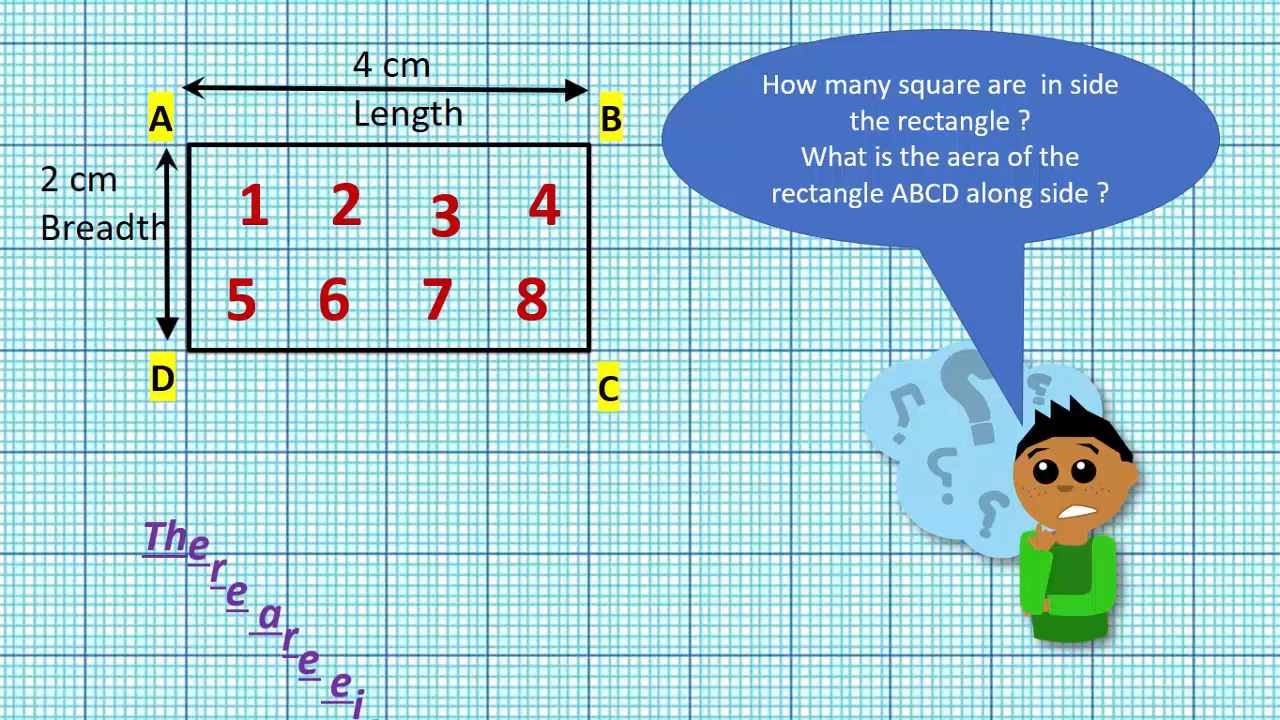 4 cm
Length
A
B
2 cm
Breadth
1 2 3 4
5 6 7 8
D
C
How many square are in side
the rectangle ?
What is the aera of the
rectangle ABCD along side ?
? ? ? ? ?
There are ei